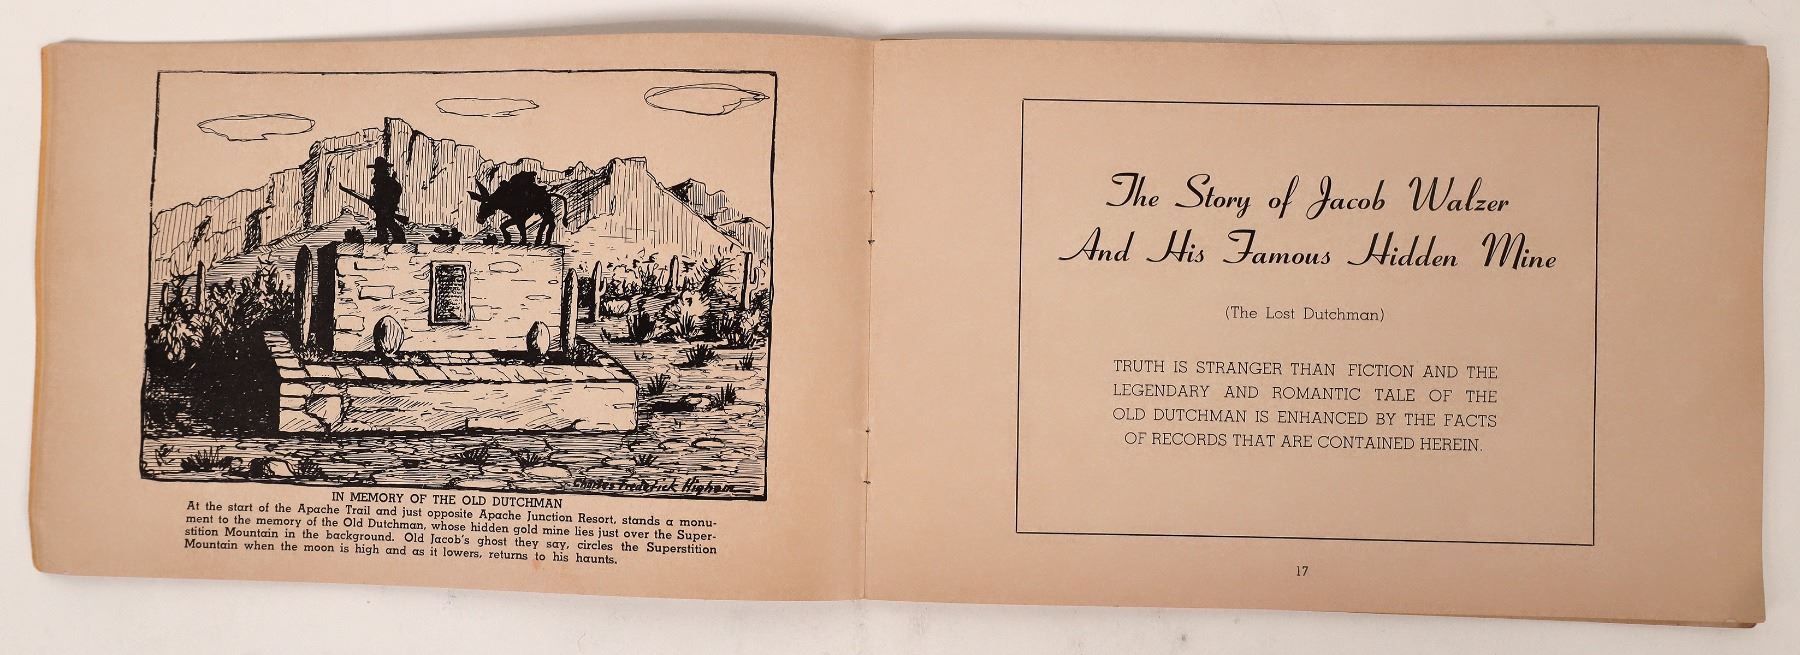 Charles Frederick Higham
IN MEMORY OF THE OLD DUTCHMAN
At the start of the Apache Trail and just opposite Apache Junction Resort, stands a monu-
ment to the memory of the Old Dutchman, whose hidden gold mine lies just over the Super-
stition Mountain in the background. Old Jacob's ghost they say, circles the Superstition
Mountain when the moon is high and as it lowers, returns to his haunts.
The Story of Jacob Walzer
And His Famous Hidden Mine
(The Lost Dutchman)
TRUTH IS STRANGER THAN FICTION AND THE
LEGENDARY AND ROMANTIC TALE OF THE
OLD DUTCHMAN IS ENHANCED BY THE FACTS
OF RECORDS THAT ARE CONTAINED HEREIN.
17